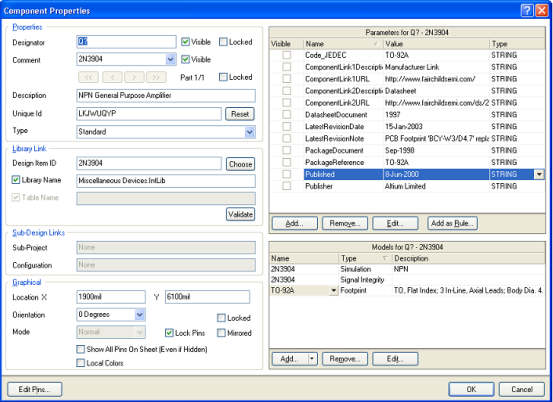 Component Properties
Properties
Designator Q? Visible Locked
Comment 2N3904 Visible
<< < > >> Part 1/1 Locked
Description NPN General Purpose Amplifier
Unique Id LKJWUQYP Reset
Type Standard
Library Link
Design Item ID 2N3904 Choose
Library Name Miscellaneous Devices.IntLib
Table Name
Validate
Sub-Design Links
Sub-Project None
Configuration None
Graphical
Location X 1900mil Y 6100mil
Orientation 0 Degrees Locked
Mode Normal Lock Pins Mirrored
Show All Pins On Sheet (Even if Hidden)
Local Colors
Parameters for Q? - 2N3904
Visible Name / Value Type
Code_JEDEC TO-92A STRING
ComponentLink1Descripti Manufacturer Link STRING
ComponentLink1URL http://www.fairchildsemi.com/ STRING
ComponentLink2Descripti Datasheet STRING
ComponentLink2URL http://www.fairchildsemi.com/ds/2 STRING
DatasheetDocument 1997 STRING
LatestRevisionDate 15-Jan-2003 STRING
LatestRevisionNote PCB Footprint 'BCY-W3/D4.7' repla STRING
PackageDocument Sep-1998 STRING
PackageReference TO-92A STRING
Published 8-Jun-2000 STRING
Publisher Altium Limited STRING
Add... Remove... Edit... Add as Rule...
Models for Q? - 2N3904
Name Type Description
2N3904 Simulation NPN
2N3904 Signal Integrity
TO-92A Footprint TO, Flat Index; 3 In-Line, Axial Leads; Body Dia. 4.
Add... Remove... Edit...
Edit Pins... OK Cancel